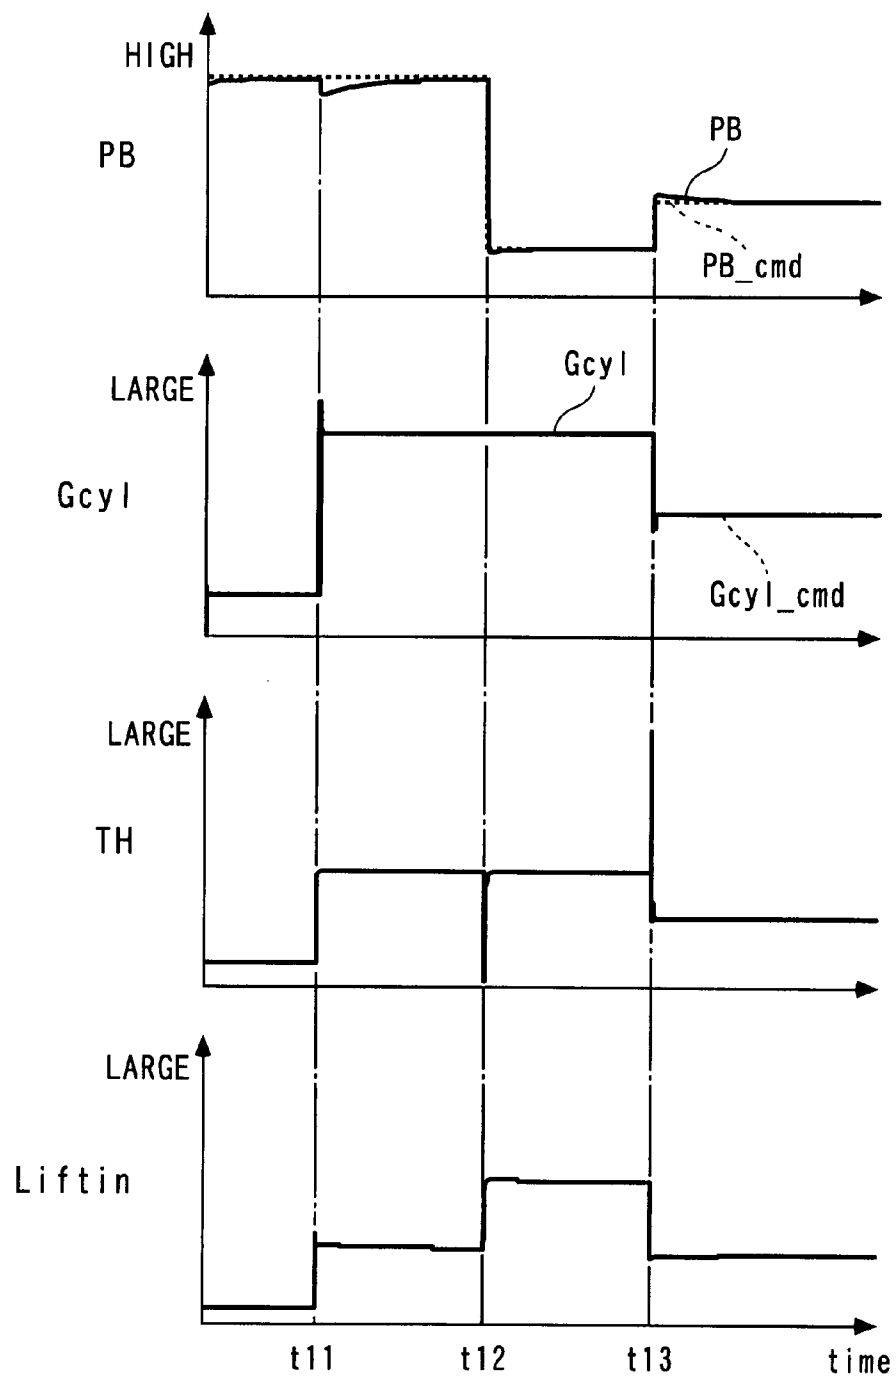 HIGH
PB
PB
PB_cmd
LARGE
Gcyl
Gcyl
Gcyl_cmd
LARGE
TH
LARGE
Liftin
t11 t12 t13 time